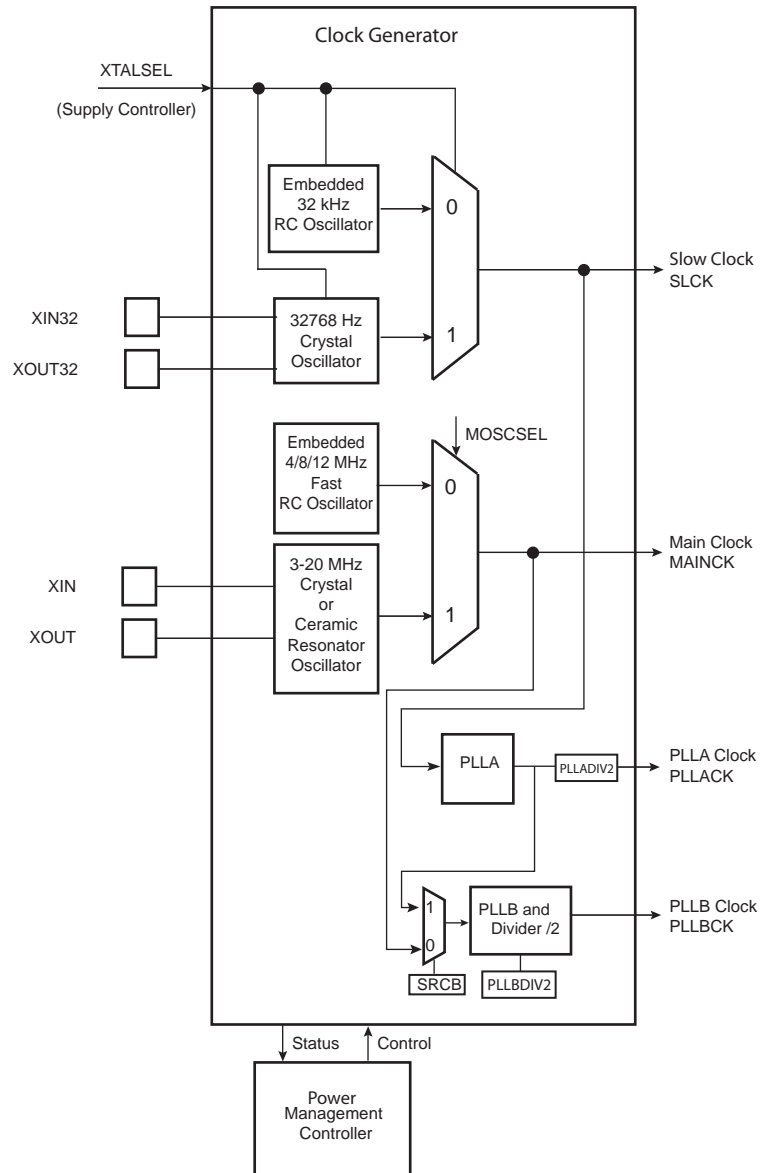 Clock Generator
XTALSEL
(Supply Controller)
Embedded
32 kHz
RC Oscillator
0
Slow Clock
SLCK
XIN32
32768 Hz
Crystal
Oscillator
1
XOUT32
MOSCSEL
Embedded
4/8/12 MHz
Fast
RC Oscillator
0
Main Clock
MAINCK
3-20 MHz
Crystal
or
Ceramic
Resonator
Oscillator
XIN
1
XOUT
PLLA
PLLADIV2
PLLA Clock
PLLACK
1
0
PLLB and
Divider /2
PLLB Clock
PLLBCK
SRCB
PLLBDIV2
Status
Control
Power
Management
Controller